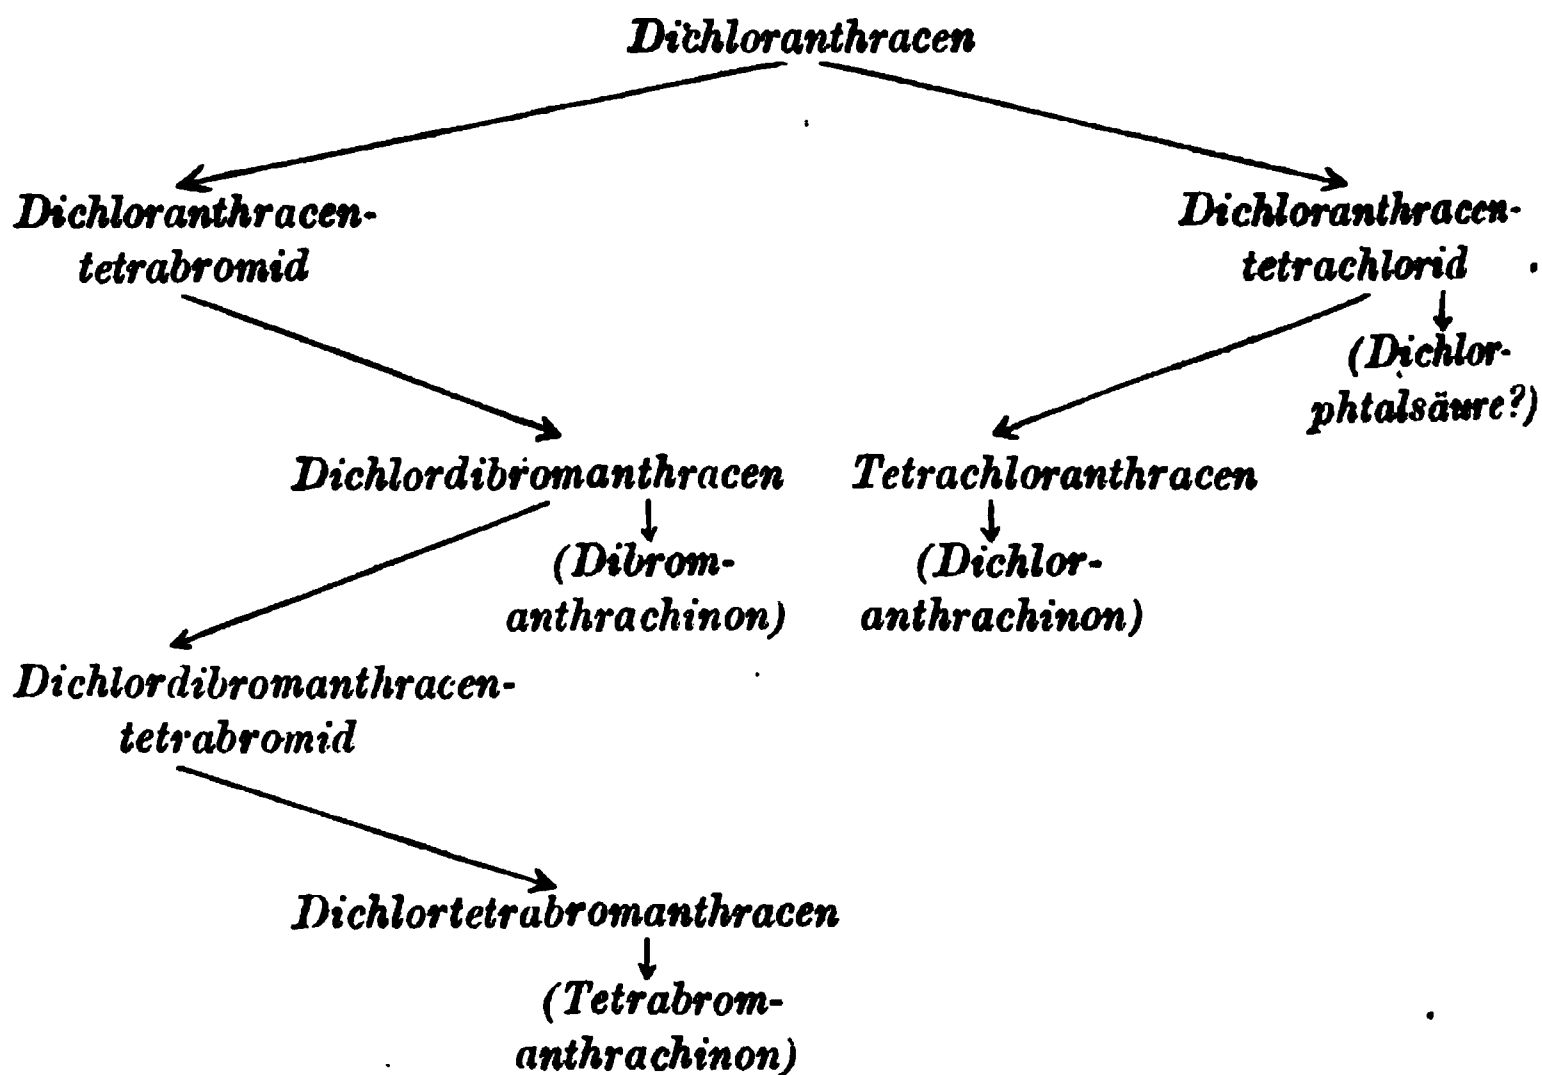 Dichloranthracen
Dichloranthracen-
tetrabromid
Dichloranthracen-
tetrachlorid
(Dichlor-
phtalsäure?)
Dichlordibromanthracen
Tetrachloranthracen
(Dibrom-
anthrachinon)
(Dichlor-
anthrachinon)
Dichlordibromanthracen-
tetrabromid
Dichlortetrabromanthracen
(Tetrabrom-
anthrachinon)